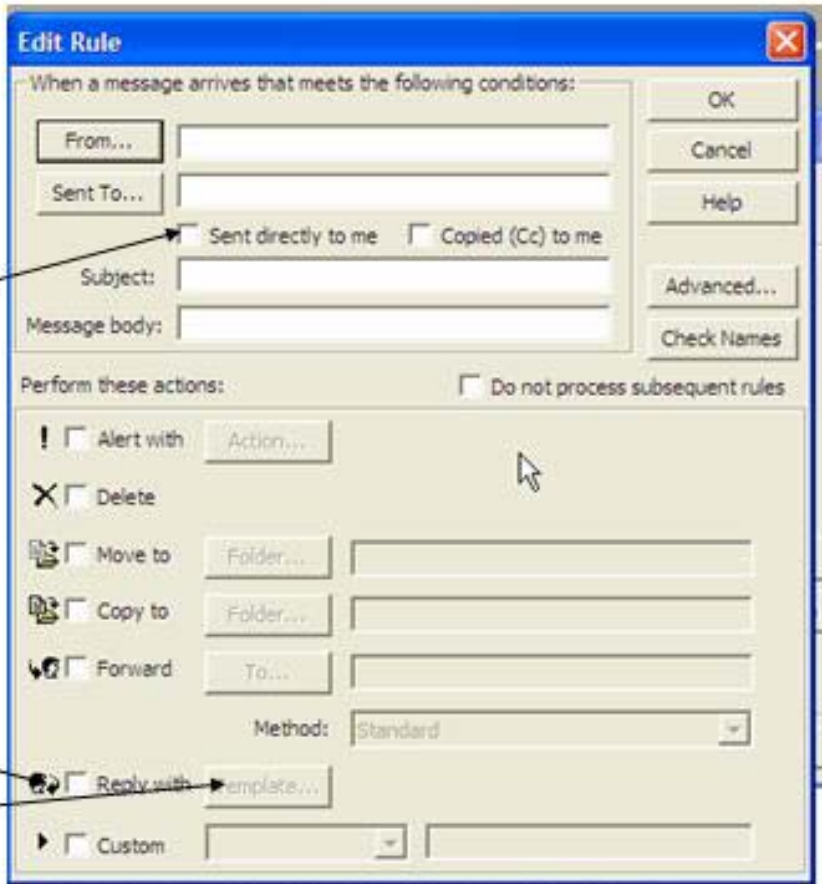 Edit Rule
When a message arrives that meets the following conditions:
From...
Sent To...
Sent directly to me Copied (Cc) to me
Subject:
Message body:
OK
Cancel
Help
Advanced...
Check Names
Perform these actions: Do not process subsequent rules
! Alert with Action...
Delete
Move to Folder...
Copy to Folder...
Forward To...
Method: Standard
Reply with Template...
Custom